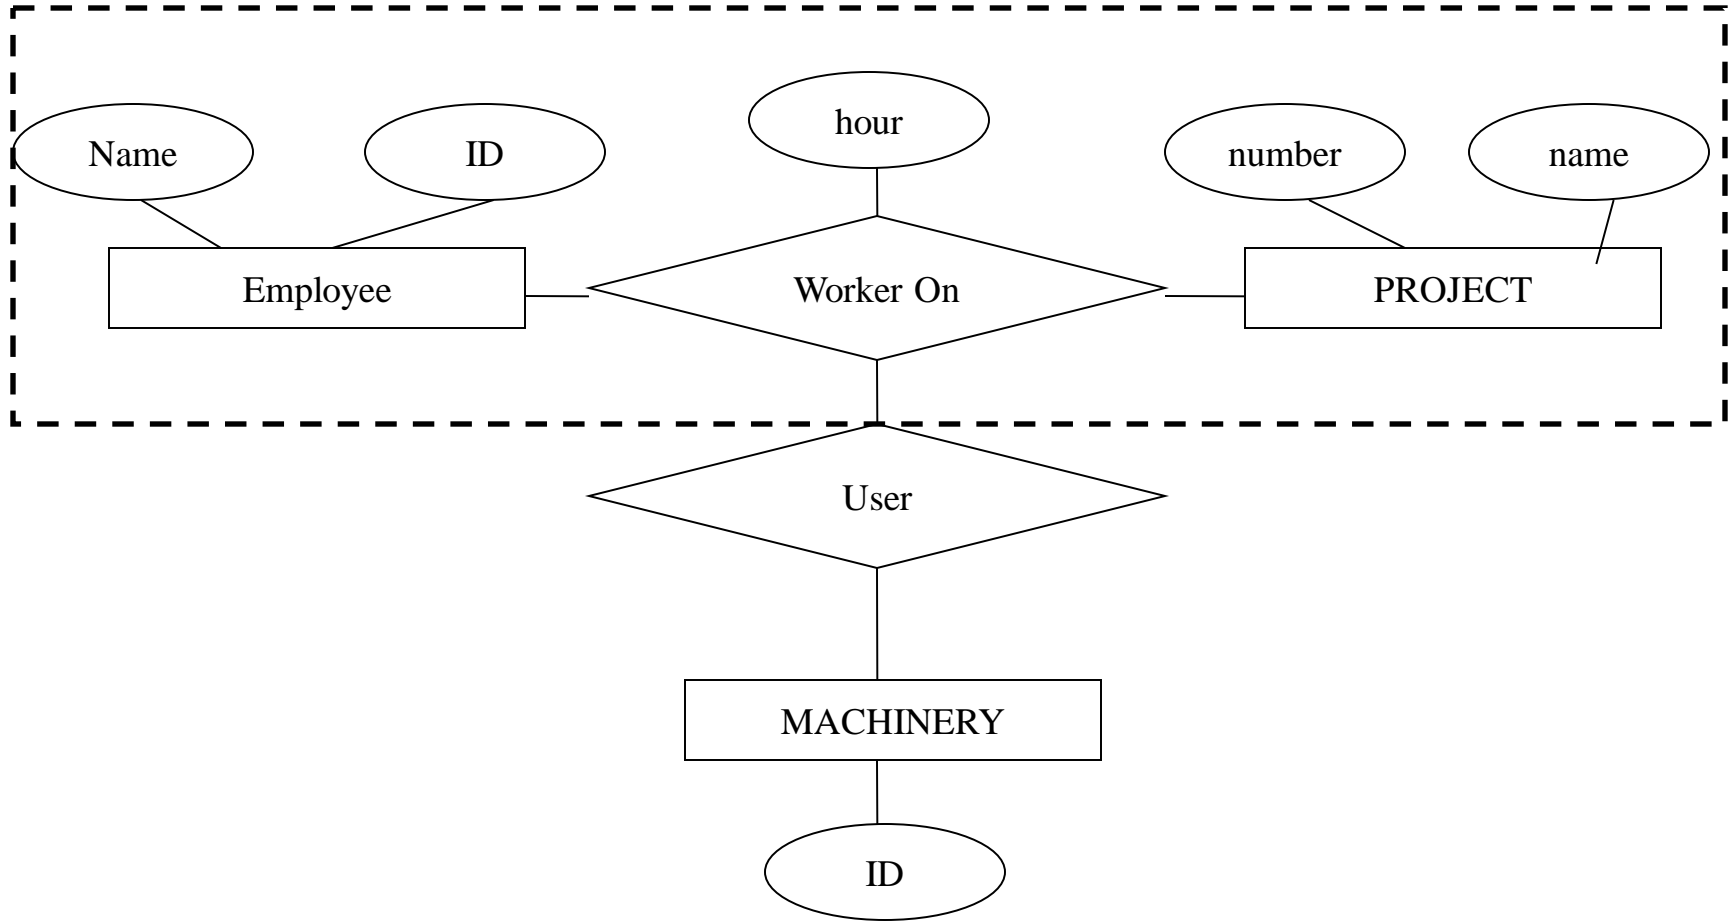 hour
Name
ID
number
name
Employee
Worker On
PROJECT
User
MACHINERY
ID